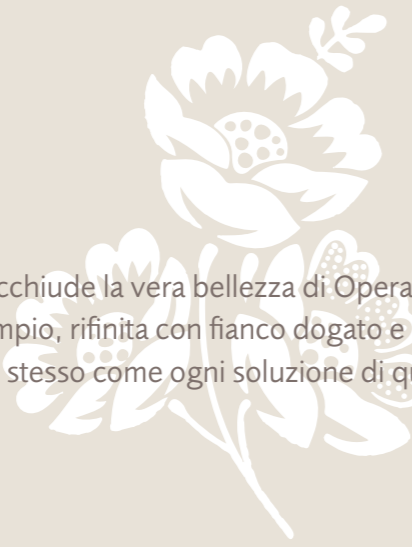 cchiude la vera bellezza di Opera
mpio, rifinita con fianco dogato e
stesso come ogni soluzione di qu